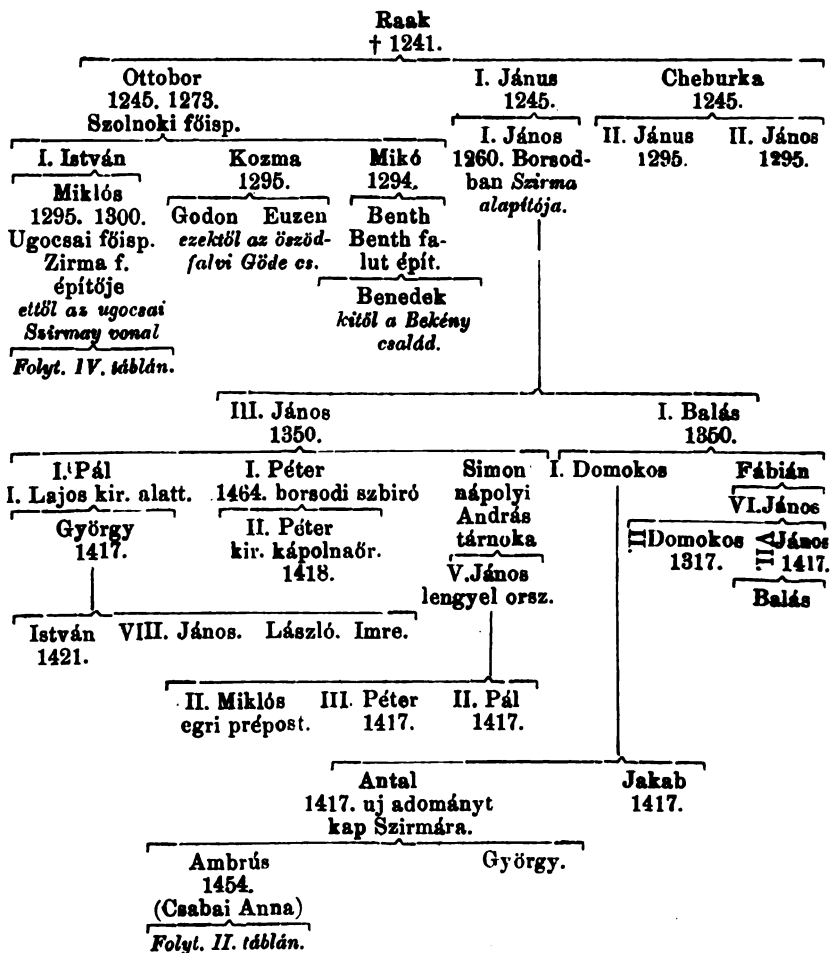 Raak
† 1241.
Ottobor
1245. 1273.
Szolnoki főisp.
I. Jánus
1245.
Cheburka
1245.
I. István
Miklós
1295. 1300.
Ugocsai főisp.
Zirma f.
építője
ettől az ugocsai
Szirmay vonal
Folyt. IV. táblán.
Kozma
1295.
Godon Euzen
ezektől az öszöd-
falvi Göde cs.
Mikó
1294.
Benth
Benth fa-
lut épít.
Benedek
kitől a Bekény
család.
I. János
1260. Borsod-
ban Szirma
alapítója.
II. Jánus
1295.
II. János
1295.
III. János
1350.
I. Balás
1350.
I. Pál
I. Lajos kir. alatt.
György
1417.
I. Péter
1464. borsodi szbiró
II. Péter
kir. kápolnaőr.
1418.
Simon
nápolyi
András
tárnoka
V. János
lengyel orsz.
I. Domokos
Fábián
VI. János
II. Domokos
1317.
VII. János
1417.
Balás
István
1421.
VIII. János. László. Imre.
II. Miklós
egri prépost.
III. Péter
1417.
II. Pál
1417.
Antal
1417. uj adományt
kap Szirmára.
Jakab
1417.
Ambrús
1454.
(Csabai Anna)
Folyt. II. táblán.
György.